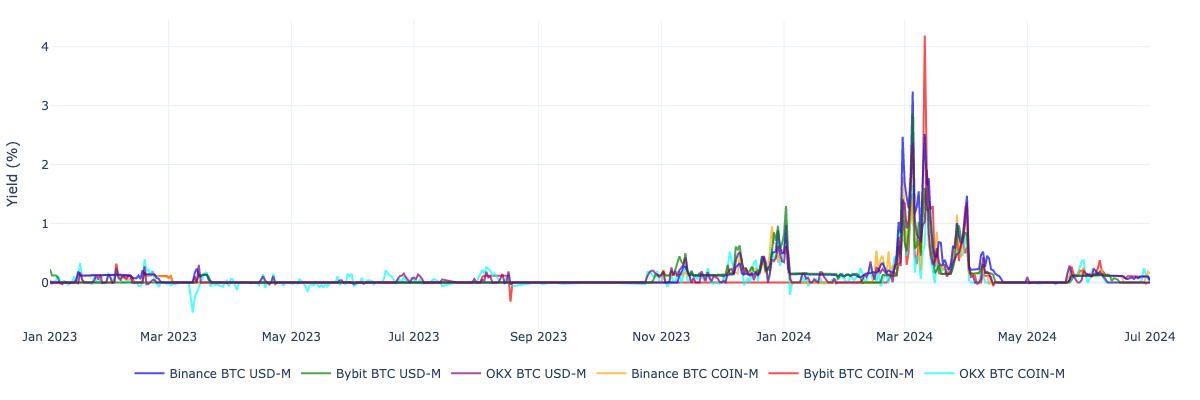 Yield (%)
4
3
2
1
0
Jan 2023 Mar 2023 May 2023 Jul 2023 Sep 2023 Nov 2023 Jan 2024 Mar 2024 May 2024 Jul 2024
Binance BTC USD-M Bybit BTC USD-M OKX BTC USD-M Binance BTC COIN-M Bybit BTC COIN-M OKX BTC COIN-M